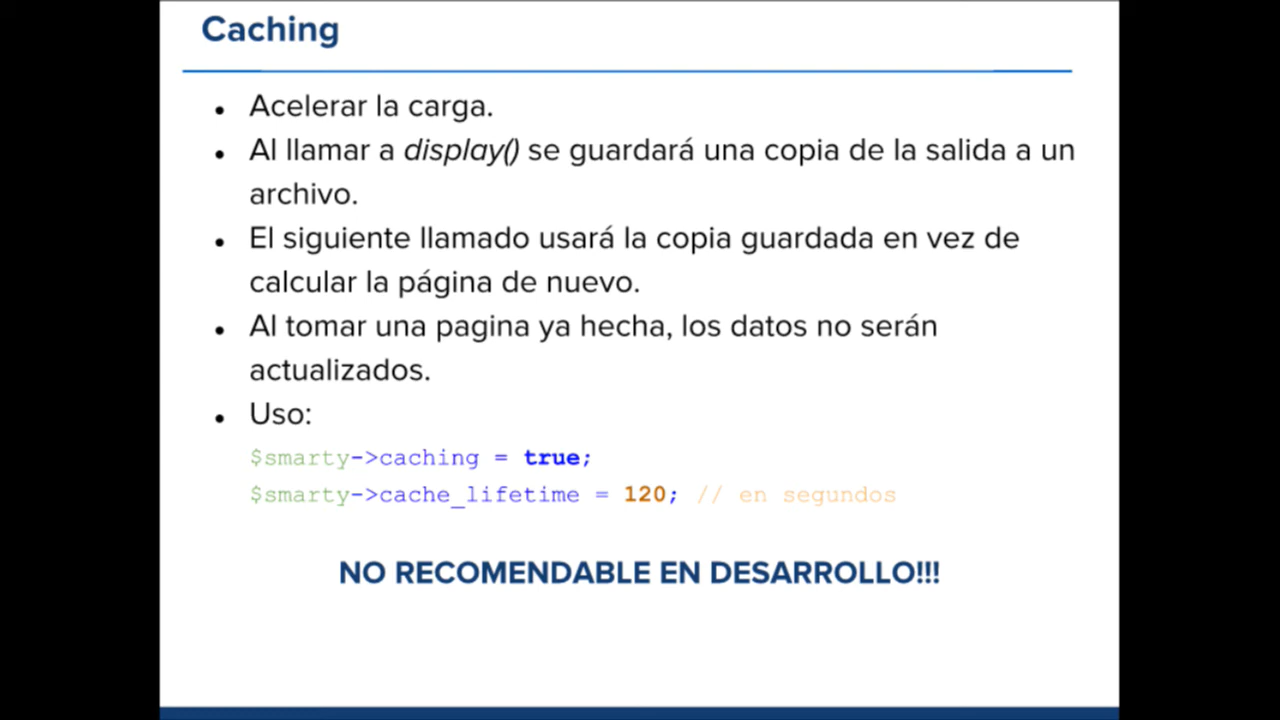 Caching
• Acelerar la carga.
• Al llamar a display() se guardará una copia de la salida a un
archivo.
• El siguiente llamado usará la copia guardada en vez de
calcular la página de nuevo.
• Al tomar una pagina ya hecha, los datos no serán
actualizados.
• Uso:
$smarty->caching = true;
$smarty->cache_lifetime = 120; // en segundos
NO RECOMENDABLE EN DESARROLLO!!!